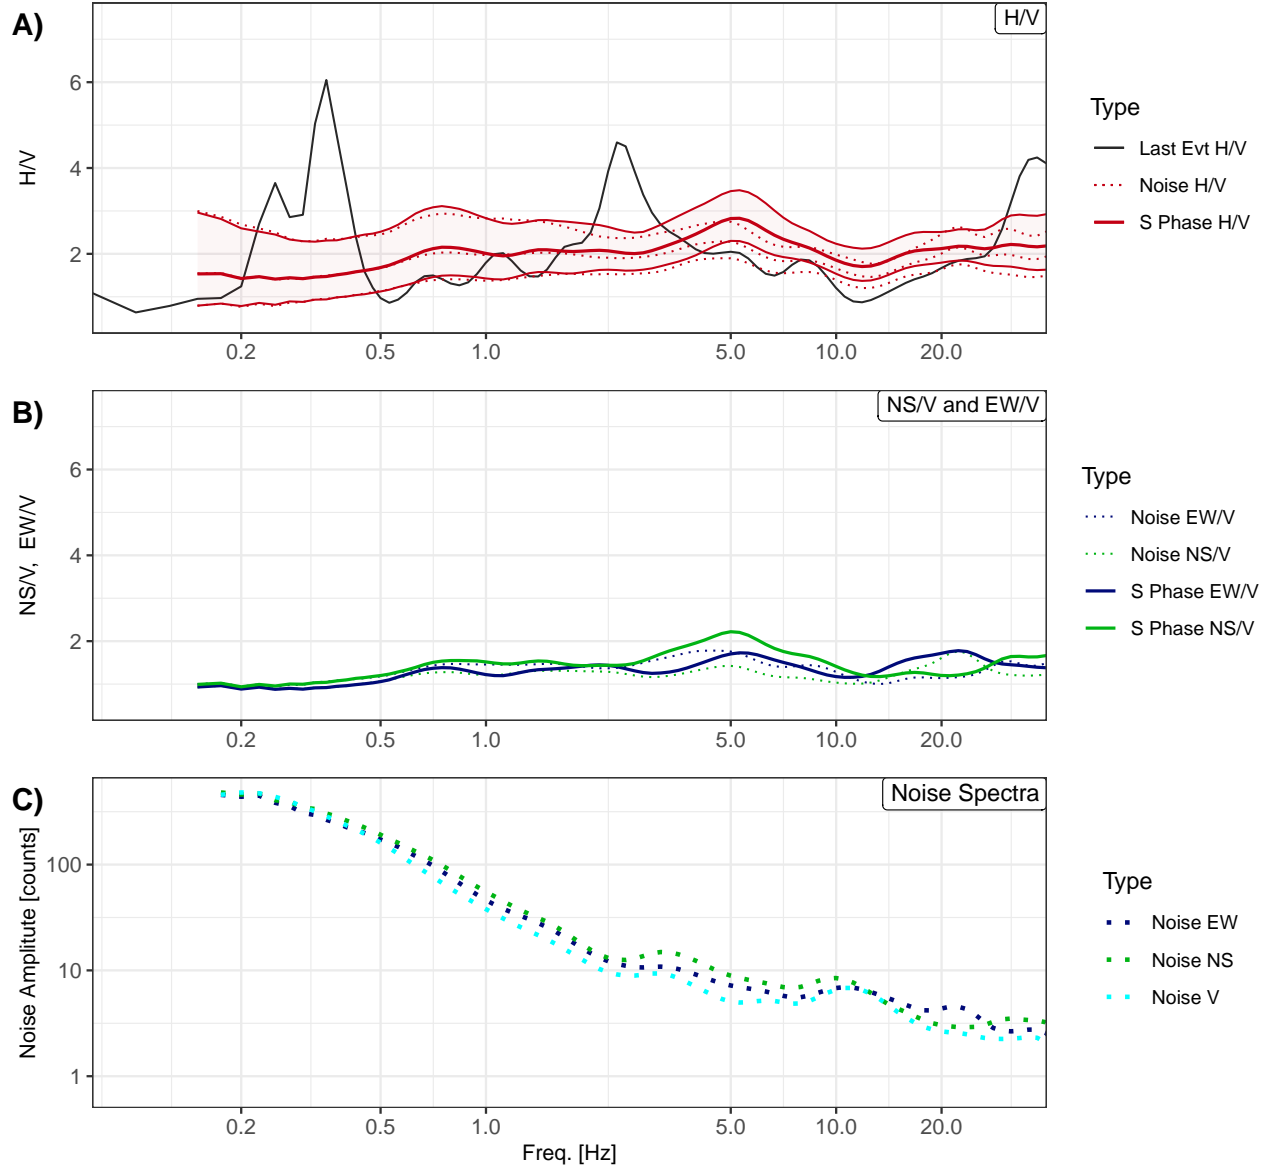 A)
H/V
6
4
2
H/V
0.2 0.5 1.0 5.0 10.0 20.0
Type
Last Evt H/V
Noise H/V
S Phase H/V
B)
NS/V and EW/V
6
4
2
NS/V,  EW/V
0.2 0.5 1.0 5.0 10.0 20.0
Type
Noise EW/V
Noise NS/V
S Phase EW/V
S Phase NS/V
C)
Noise Spectra
100
10
1
Noise Amplitute [counts]
0.2 0.5 1.0 5.0 10.0 20.0
Freq. [Hz]
Type
Noise EW
Noise NS
Noise V